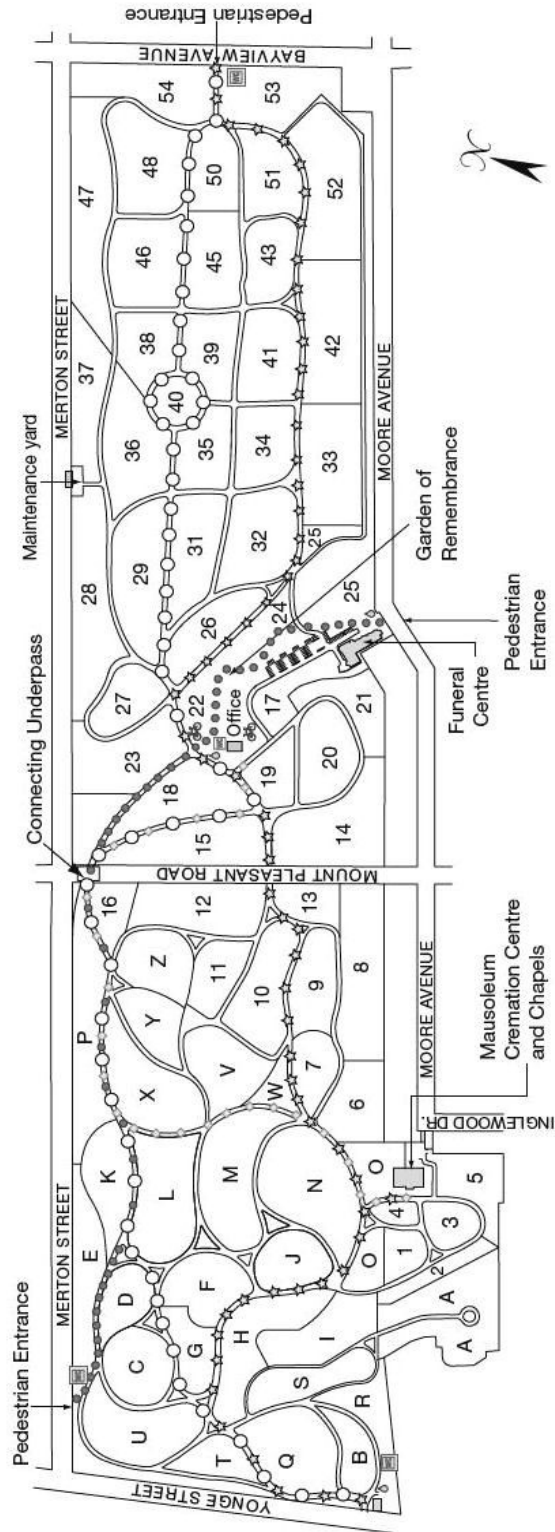 Pedestrian Entrance
BAYVIEW AVENUE
MERTON STREET
Maintenance yard
Connecting Underpass
54
53
47
48
50
51
52
46
45
43
37
38
40
39
41
42
36
35
34
33
28
29
31
32
25
27
26
24
25
23
22
Office
17
21
18
19
20
15
14
MOORE AVENUE
Garden of
Remembrance
Pedestrian
Entrance
Funeral
Centre
MOUNT PLEASANT ROAD
16
12
13
Z
11
P
Y
10
9
8
X
V
W
7
6
MOORE AVENUE
Mausoleum
Cremation Centre
and Chapels
INGLEWOOD DR.
K
L
M
N
O
5
E
4
3
D
F
J
O
1
2
C
G
H
I
A
A
MERTON STREET
Pedestrian Entrance
U
S
R
T
Q
B
YONGE STREET